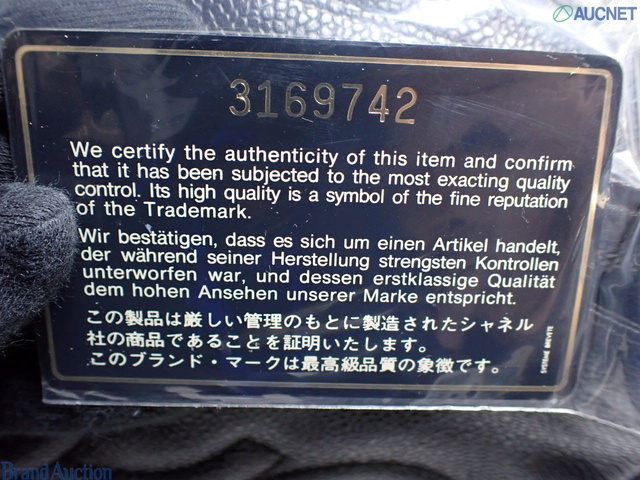 AUCNET
3169742
We certify the authenticity of this item and confirm
that it has been subjected to the most exacting quality
control. Its high quality is a symbol of the fine reputation
of the Trademark.
Wir bestätigen, dass es sich um einen Artikel handelt,
der während seiner Herstellung strengsten Kontrollen
unterworfen war, und dessen erstklassige Qualität
dem hohen Ansehen unserer Marke entspricht.
この製品は厳しい管理のもとに製造されたシャネル
社の商品であることを証明いたします。
このブランド・マークは最高級品質の象徴です。
SYSTEME BREVETE
Brand Auction